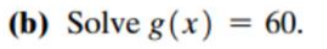 (b) Solve g(x) = 60.